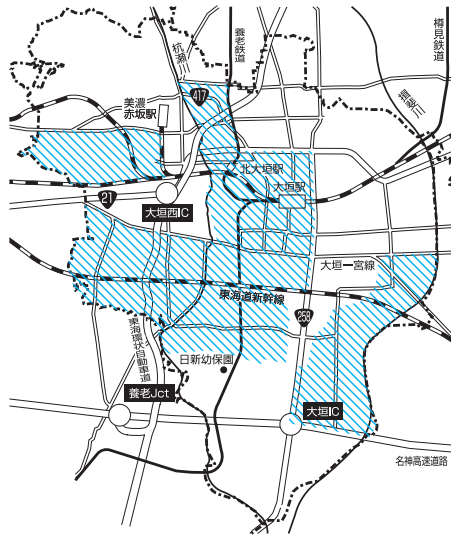 杭瀬川
養老鉄道
樽見鉄道
揖斐川
417
美濃
赤坂駅
北大垣駅
大垣駅
21
大垣西IC
大垣一宮線
東海道新幹線
258
東海環状自動車道
日新幼保園
養老Jct
大垣IC
名神高速道路